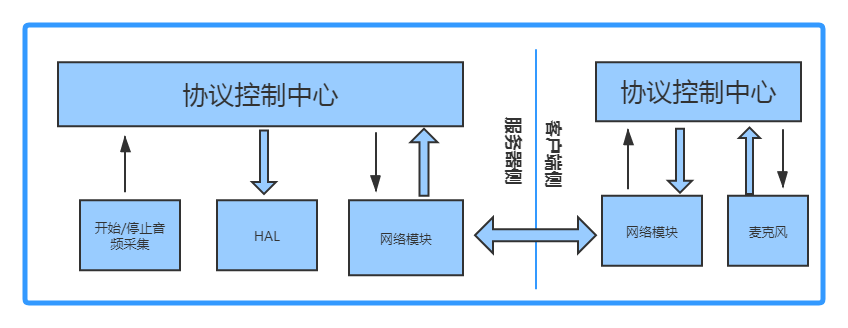 协议控制中心
协议控制中心
服务器侧
客户端侧
开始/停止音
频采集
HAL
网络模块
网络模块
麦克风